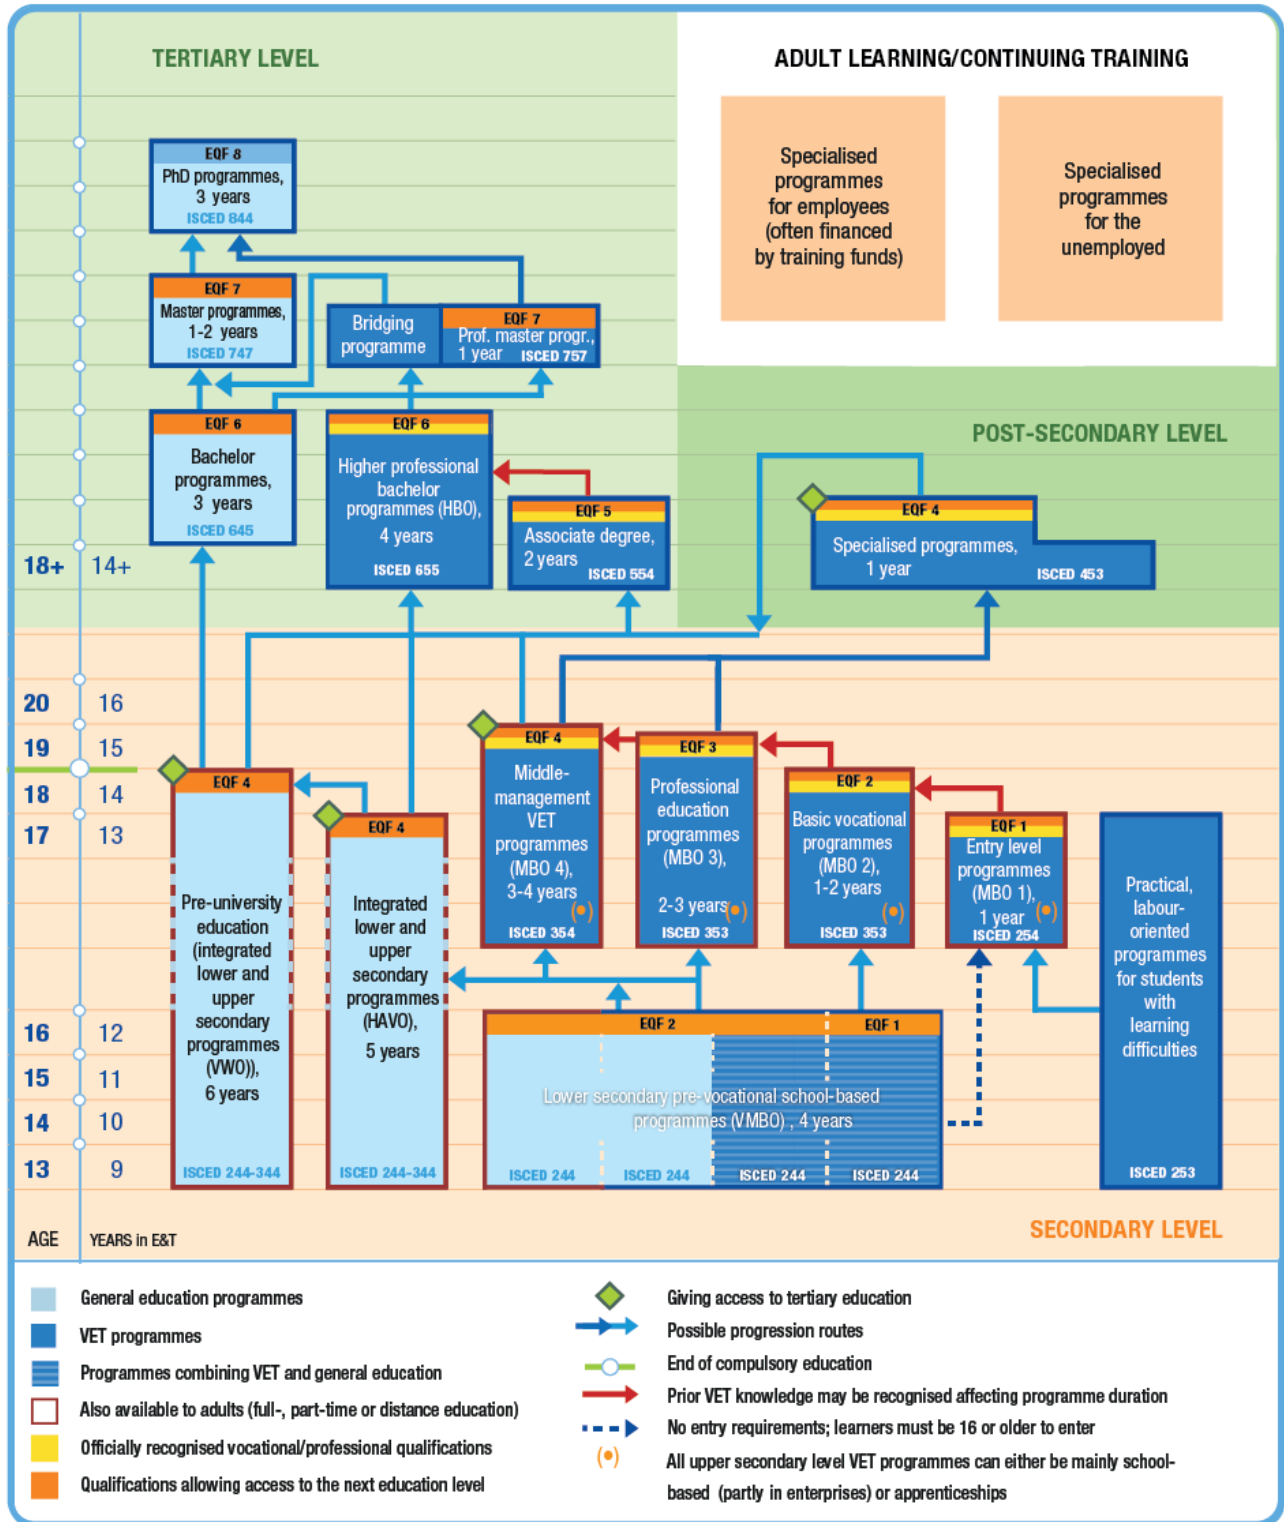 TERTIARY LEVEL
ADULT LEARNING/CONTINUING TRAINING
Specialised
programmes
for employees
(often financed
by training funds)
Specialised
programmes
for the
unemployed
EQF 8
PhD programmes,
3 years
ISCED 844
EQF 7
Master programmes,
1-2 years
ISCED 747
Bridging
programme
EQF 7
Prof. master progr.,
1 year ISCED 757
POST-SECONDARY LEVEL
EQF 6
Bachelor
programmes,
3 years
ISCED 645
EQF 6
Higher professional
bachelor
programmes (HBO),
4 years
ISCED 655
EQF 5
Associate degree,
2 years
ISCED 554
EQF 4
Specialised programmes,
1 year
ISCED 453
18+ 14+
20 16
19 15
18 14
17 13
16 12
15 11
14 10
13 9
AGE YEARS in E&T
EQF 4
Pre-university
education
(integrated
lower and
upper
secondary
programmes
(VWO)),
6 years
ISCED 244-344
EQF 4
Integrated
lower and
upper
secondary
programmes
(HAVO),
5 years
ISCED 244-344
EQF 4
Middle-
management
VET
programmes
(MBO 4),
3-4 years
(•)
ISCED 354
EQF 3
Professional
education
programmes
(MBO 3),
2-3 years
(•)
ISCED 353
EQF 2
Basic vocational
programmes
(MBO 2),
1-2 years
(•)
ISCED 353
EQF 1
Entry level
programmes
(MBO 1),
1 year
(•)
ISCED 254
Practical,
labour-
oriented
programmes
for students
with
learning
difficulties
ISCED 253
EQF 2 EQF 1
Lower secondary pre-vocational school-based
programmes (VMBO) , 4 years
ISCED 244 ISCED 244 ISCED 244 ISCED 244
SECONDARY LEVEL
General education programmes
VET programmes
Programmes combining VET and general education
Also available to adults (full-, part-time or distance education)
Officially recognised vocational/professional qualifications
Qualifications allowing access to the next education level
Giving access to tertiary education
Possible progression routes
End of compulsory education
Prior VET knowledge may be recognised affecting programme duration
No entry requirements; learners must be 16 or older to enter
(•) All upper secondary level VET programmes can either be mainly school-
based (partly in enterprises) or apprenticeships